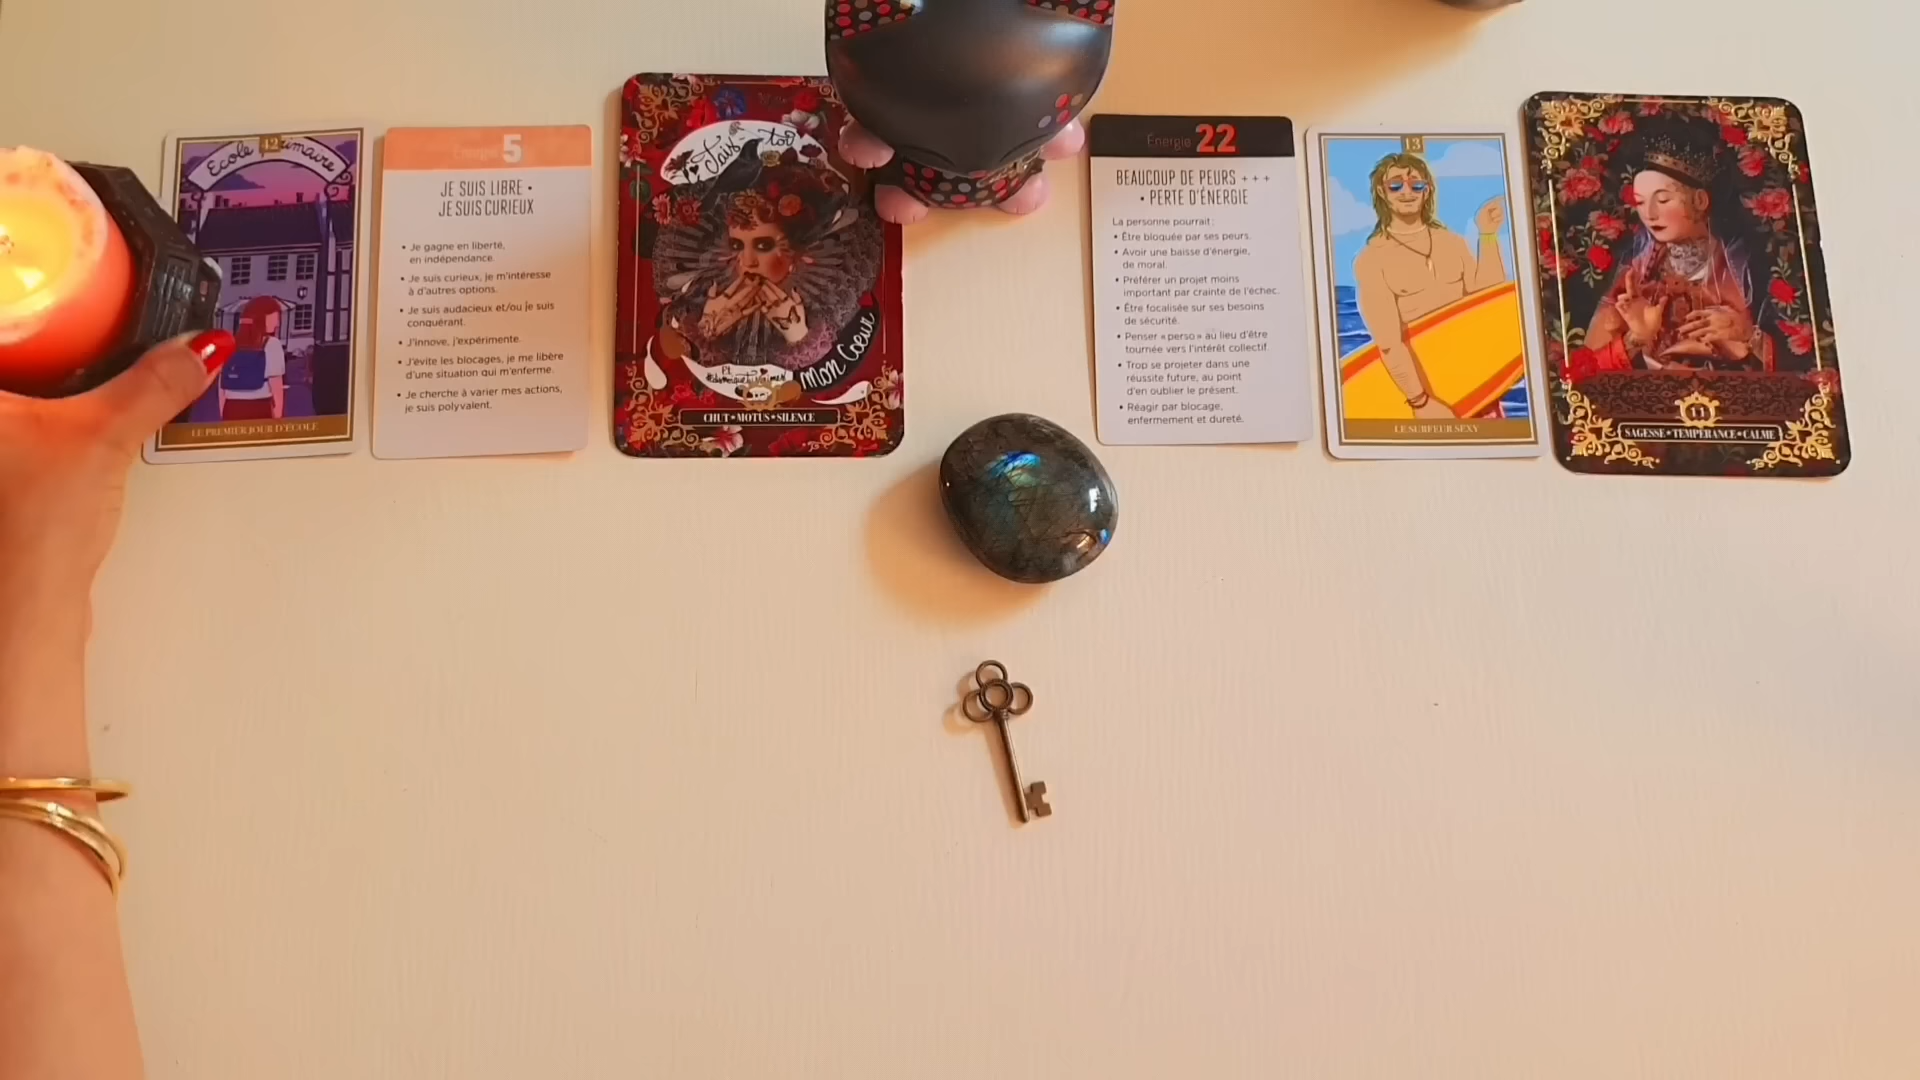 42
Ecole Primaire
LE PREMIER JOUR D'ÉCOLE
Énergie 5
JE SUIS LIBRE •
JE SUIS CURIEUX
• Je gagne en liberté,
en indépendance.
• Je suis curieux, je m'intéresse
à d'autres options.
• Je suis audacieux et/ou je suis
conquérant.
• J'innove, j'expérimente.
• J'évite les blocages, je me libère
d'une situation qui m'enferme.
• Je cherche à varier mes actions,
je suis polyvalent.
Tais toi
mon Coeur
CHUT•MOTUS•SILENCE
Énergie 22
BEAUCOUP DE PEURS +++
• PERTE D'ÉNERGIE
La personne pourrait :
• Être bloquée par ses peurs.
• Avoir une baisse d'énergie,
de moral.
• Préférer un projet moins
important par crainte de l'échec.
• Être focalisée sur ses besoins
de sécurité.
• Penser « perso » au lieu d'être
tournée vers l'intérêt collectif.
• Trop se projeter dans une
réussite future, au point
d'en oublier le présent.
• Réagir par blocage,
enfermement et dureté.
13
LE SURFEUR SEXY
11
SAGESSE•TEMPERANCE•CALME